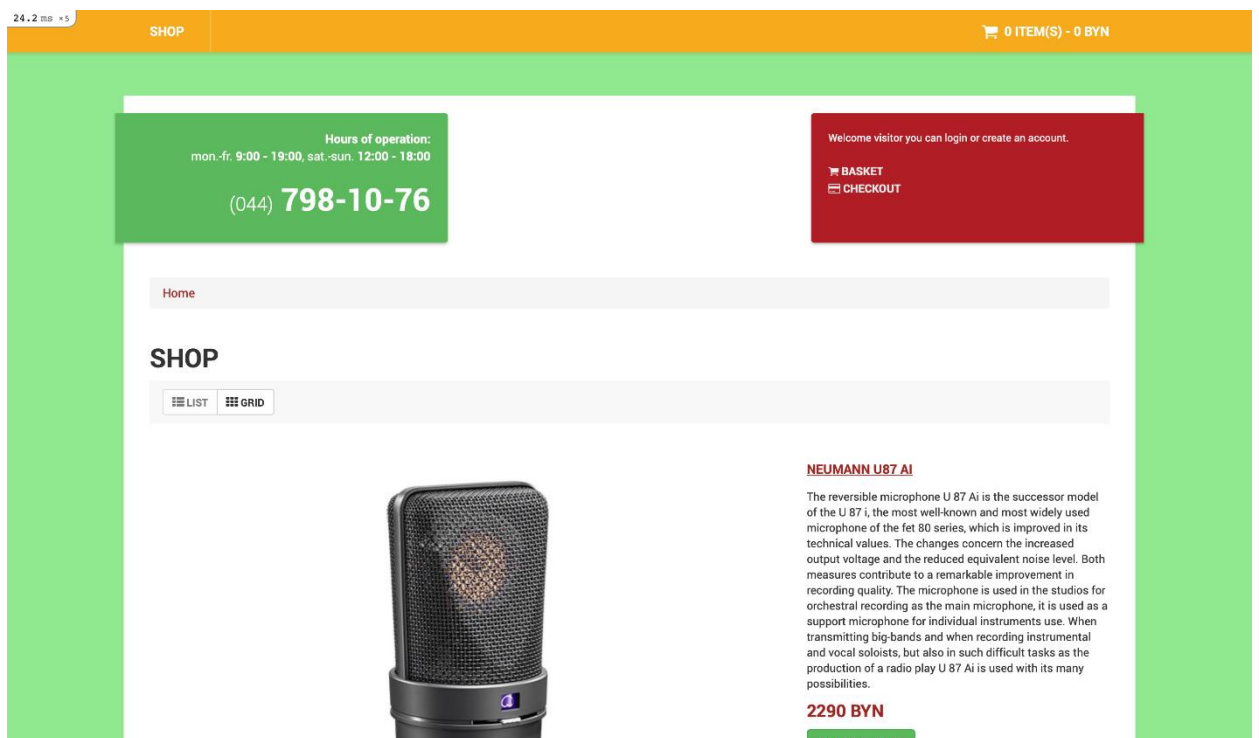 24.2 ms ×5
SHOP
0 ITEM(S) - 0 BYN
Hours of operation:
mon.-fr. 9:00 - 19:00, sat.-sun. 12:00 - 18:00
(044) 798-10-76
Welcome visitor you can login or create an account.
BASKET
CHECKOUT
Home
SHOP
LIST
GRID
NEUMANN U87 AI
The reversible microphone U 87 Ai is the successor model
of the U 87 i, the most well-known and most widely used
microphone of the fet 80 series, which is improved in its
technical values. The changes concern the increased
output voltage and the reduced equivalent noise level. Both
measures contribute to a remarkable improvement in
recording quality. The microphone is used in the studios for
orchestral recording as the main microphone, it is used as a
support microphone for individual instruments use. When
transmitting big-bands and when recording instrumental
and vocal soloists, but also in such difficult tasks as the
production of a radio play U 87 Ai is used with its many
possibilities.
2290 BYN